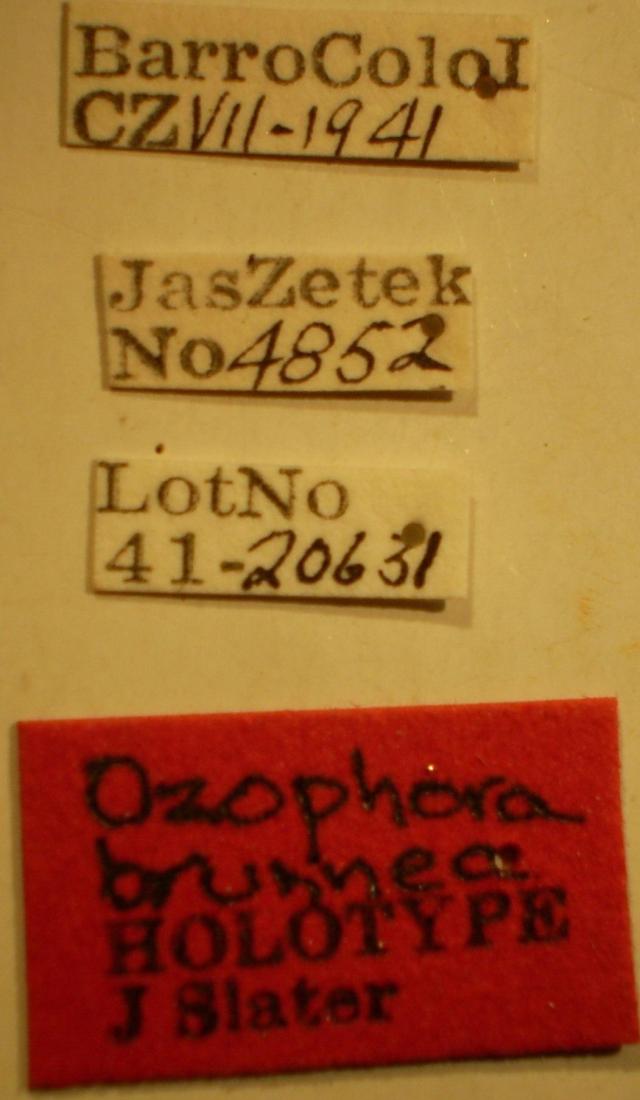 BarroColoI
CZVII-1941
JasZetek
No4852
LotNo
41-20631
Ozophora
brunnea
HOLOTYPE
J Slater